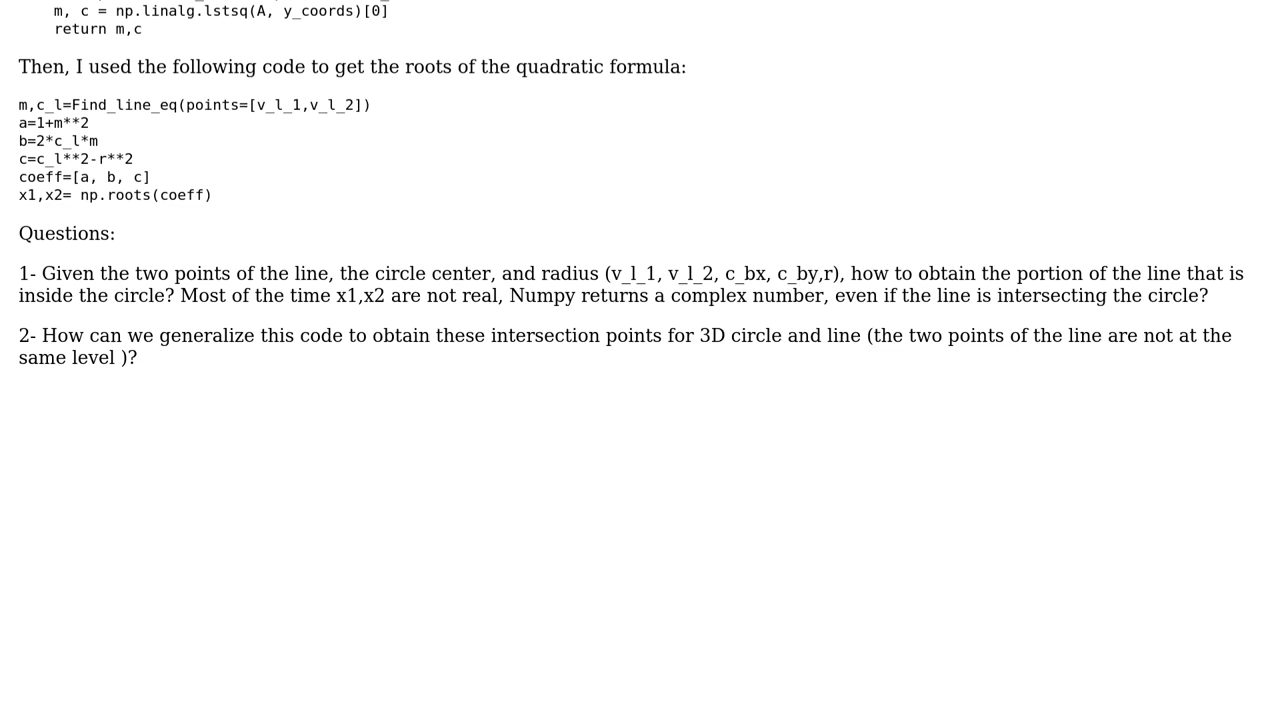 m, c = np.linalg.lstsq(A, y_coords)[0]
return m,c
Then, I used the following code to get the roots of the quadratic formula:
m,c_l=Find_line_eq(points=[v_l_1,v_l_2])
a=1+m**2
b=2*c_l*m
c=c_l**2-r**2
coeff=[a, b, c]
x1,x2= np.roots(coeff)
Questions:
1- Given the two points of the line, the circle center, and radius (v_l_1, v_l_2, c_bx, c_by,r), how to obtain the portion of the line that is
inside the circle? Most of the time x1,x2 are not real, Numpy returns a complex number, even if the line is intersecting the circle?
2- How can we generalize this code to obtain these intersection points for 3D circle and line (the two points of the line are not at the
same level )?